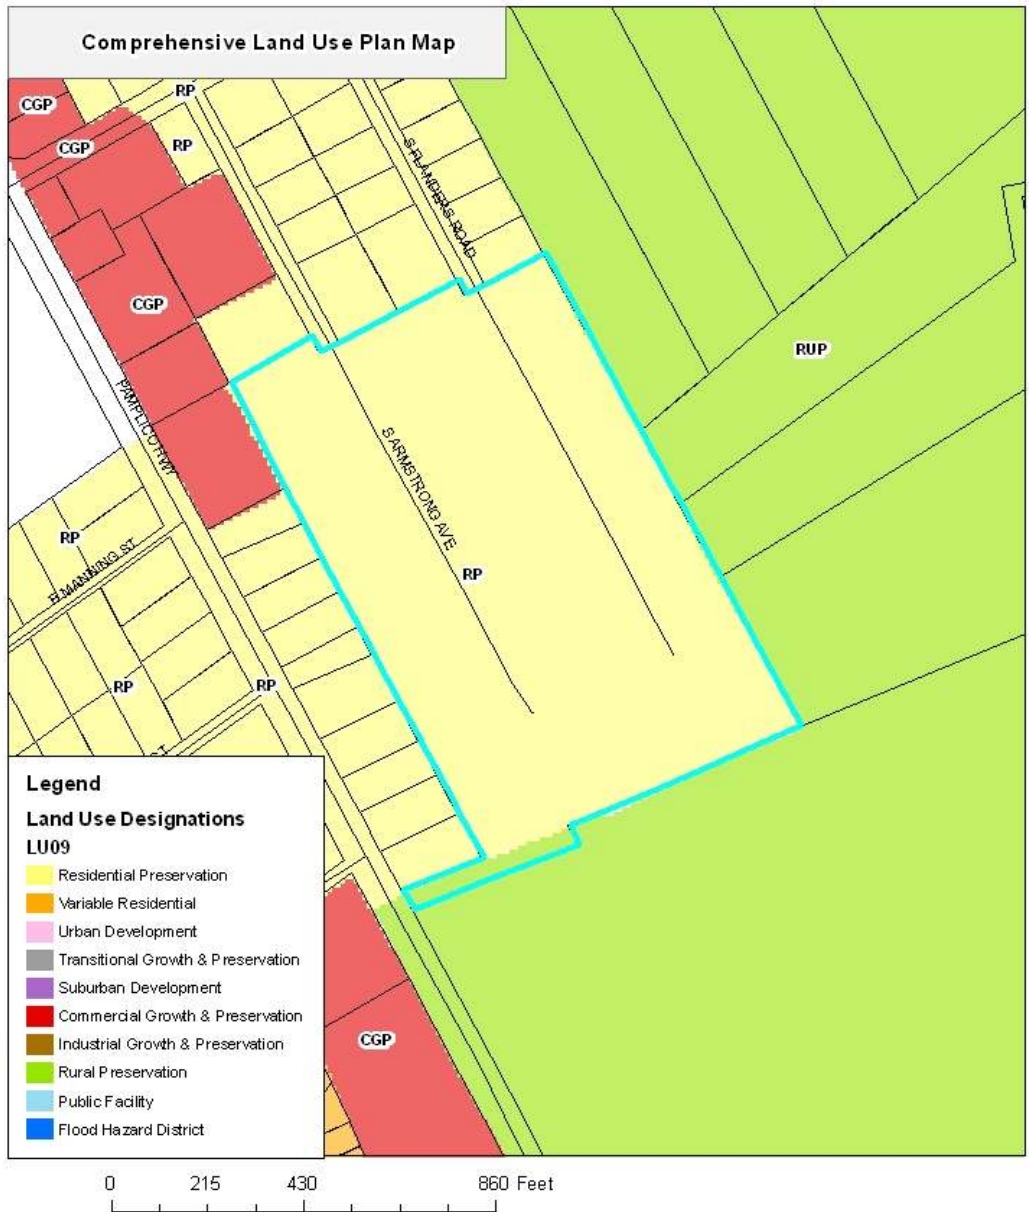 Comprehensive Land Use Plan Map
RP
CGP
CGP
RP
S FLANDERS ROAD
CGP
RUP
PAMPLICO HWY
S ARMSTRONG AVE
RP
E MANNING ST
RP
RP
RP
ST
Legend
Land Use Designations
LU09
Residential Preservation
Variable Residential
Urban Development
Transitional Growth & Preservation
Suburban Development
Commercial Growth & Preservation
Industrial Growth & Preservation
Rural Preservation
Public Facility
Flood Hazard District
CGP
0 215 430 860 Feet